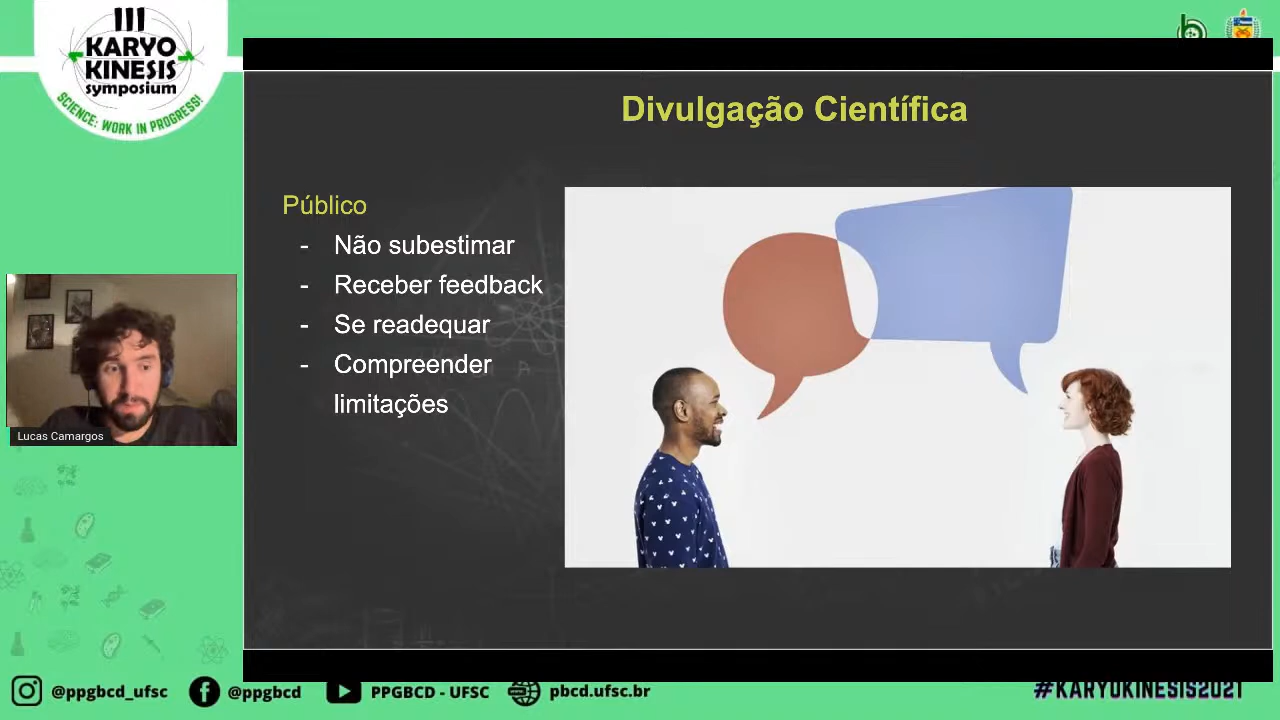 III
KARYO
KINESIS
symposium
SCIENCE: WORK IN PROGRESS!
Divulgação Científica
Público
- Não subestimar
- Receber feedback
- Se readequar
- Compreender
limitações
Lucas Camargos
@ppgbcd_ufsc
@ppgbcd
PPGBCD - UFSC
pbcd.ufsc.br
#KARYOKINESIS2021